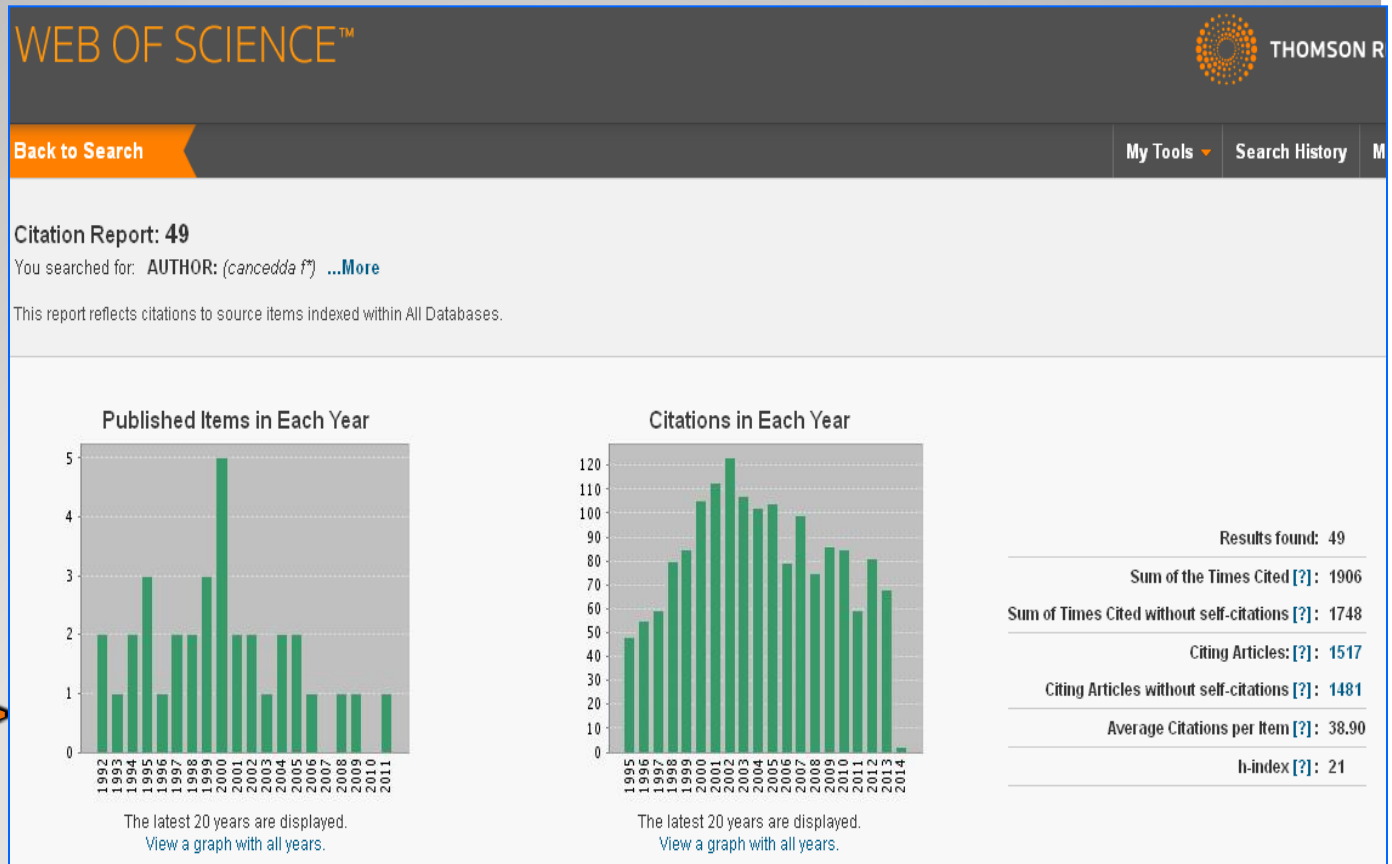 WEB OF SCIENCE™
THOMSON R
Back to Search
My Tools
Search History
M
Citation Report: 49
You searched for: AUTHOR: (cancedda f*) ...More
This report reflects citations to source items indexed within All Databases.
Published Items in Each Year
5
4
3
2
1
0
1992
1993
1994
1995
1996
1997
1998
1999
2000
2001
2002
2003
2004
2005
2006
2007
2008
2009
2010
2011
The latest 20 years are displayed.
View a graph with all years.
Citations in Each Year
120
110
100
90
80
70
60
50
40
30
20
10
0
1995
1996
1997
1998
1999
2000
2001
2002
2003
2004
2005
2006
2007
2008
2009
2010
2011
2012
2013
2014
The latest 20 years are displayed.
View a graph with all years.
Results found: 49
Sum of the Times Cited [?]: 1906
Sum of Times Cited without self-citations [?]: 1748
Citing Articles: [?]: 1517
Citing Articles without self-citations [?]: 1481
Average Citations per Item [?]: 38.90
h-index [?]: 21